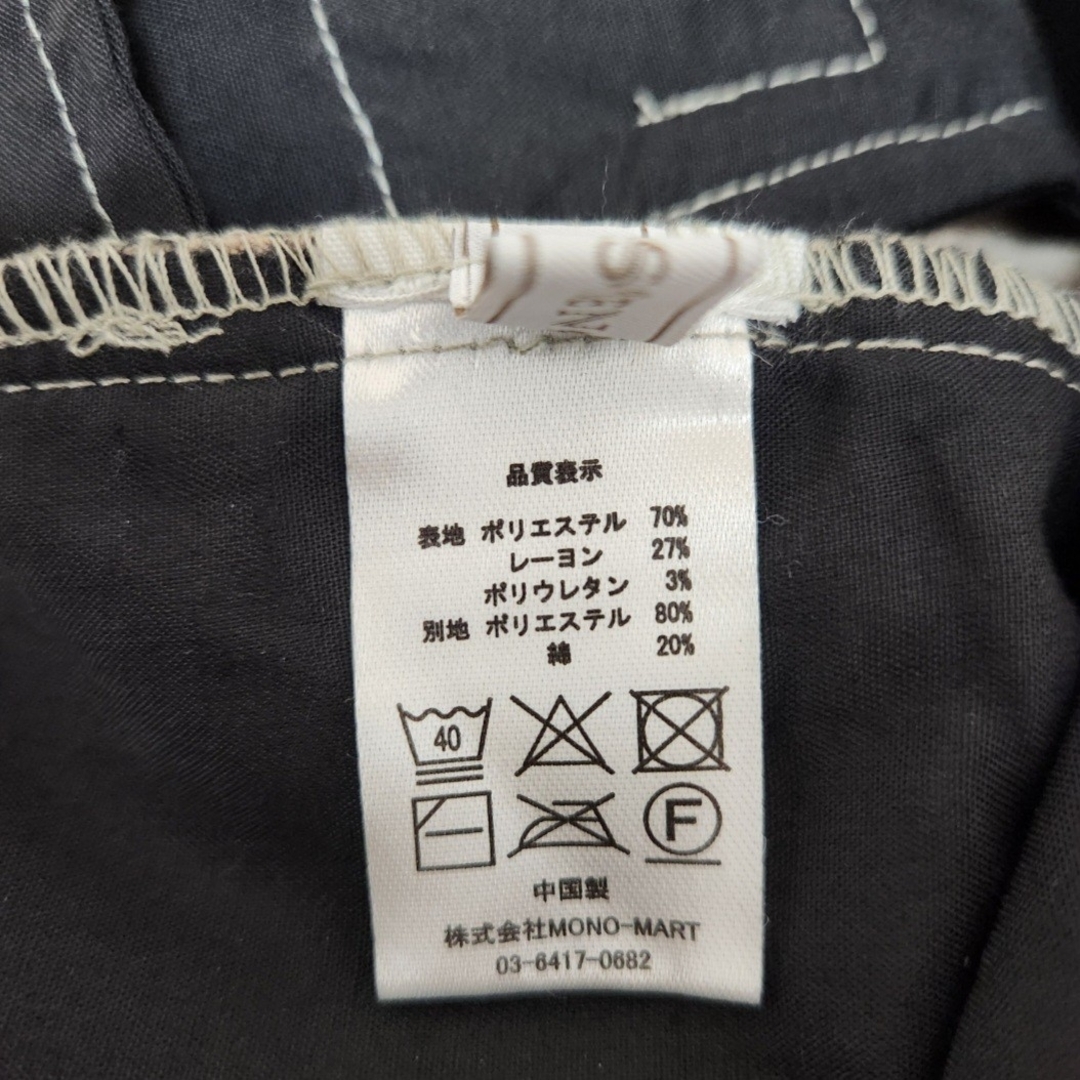 品質表示
表地 ポリエステル 70%
レーヨン 27%
ポリウレタン 3%
別地 ポリエステル 80%
綿 20%
40
F
中国製
株式会社MONO-MART
03-6417-0682